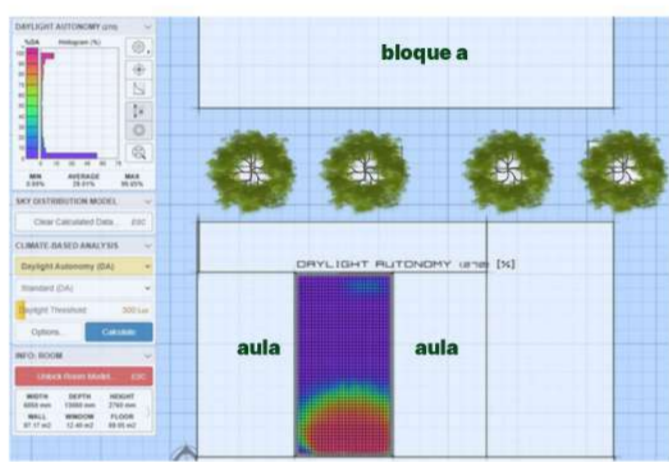 DAYLIGHT AUTONOMY
%DA Histogram (%)
MIN AVERAGE MAX
SKY DISTRIBUTION MODEL
Clear Calculated Data... ESC
CLIMATE-BASED ANALYSIS
Daylight Autonomy (DA)
Standard (DA)
Daylight Threshold 300 Lux
Options... Calculate
INFO: ROOM
Unlock Room Model... ESC
WIDTH DEPTH HEIGHT
WALL WINDOW FLOOR
bloque a
DAYLIGHT AUTONOMY [%]
aula aula